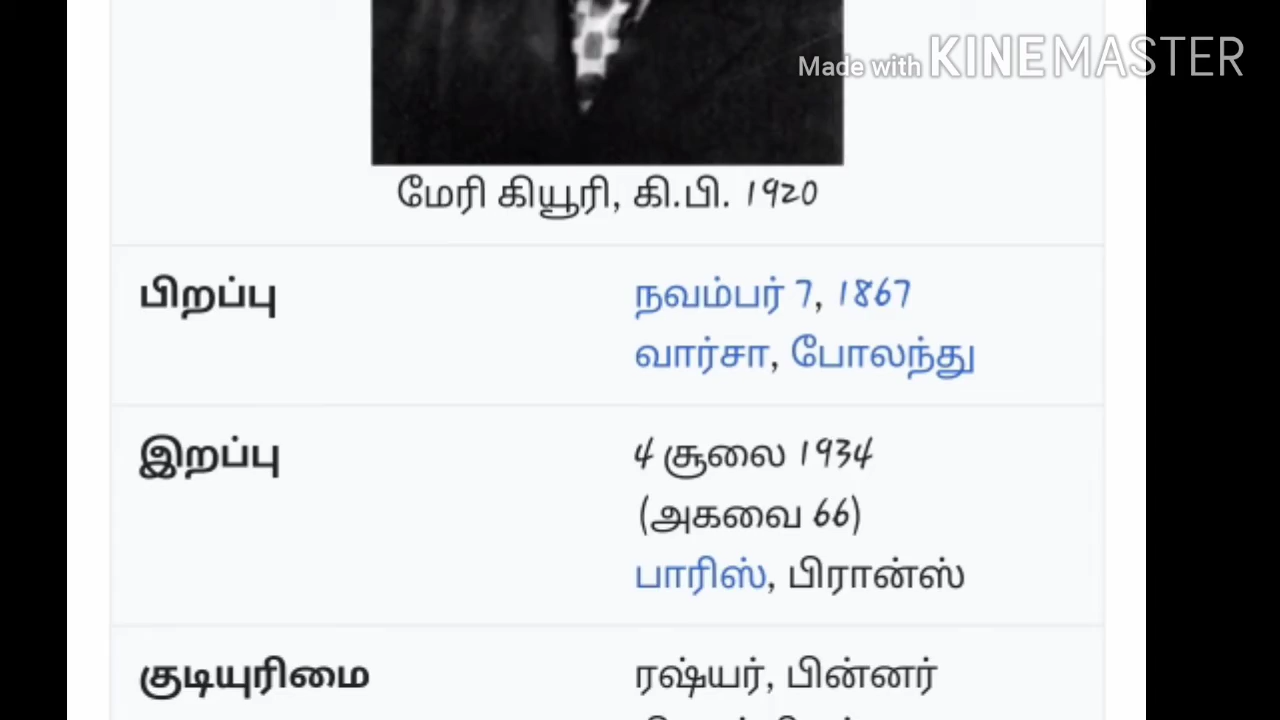 Made with KINEMASTER
மேரி கியூரி, கி.பி. 1920
பிறப்பு
நவம்பர் 7, 1867
வார்சா, போலந்து
இறப்பு
4 சூலை 1934
(அகவை 66)
பாரிஸ், பிரான்ஸ்
குடியுரிமை
ரஷ்யர், பின்னர்